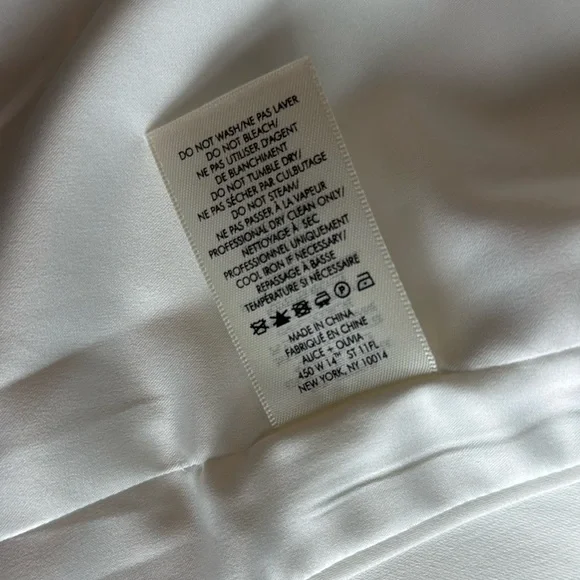 DO NOT WASH/NE PAS LAVER
DO NOT BLEACH/
NE PAS UTILISER D'AGENT
DE BLANCHIMENT
DO NOT TUMBLE DRY/
NE PAS SÉCHER PAR CULBUTAGE
DO NOT STEAM/
NE PAS PASSER À LA VAPEUR
PROFESSIONAL DRY CLEAN ONLY/
NETTOYAGE À SEC
PROFESSIONNEL UNIQUEMENT
COOL IRON IF NECESSARY/
REPASSAGE À BASSE
TEMPÉRATURE SI NÉCESSAIRE
P
MADE IN CHINA
FABRIQUÉ EN CHINE
ALICE + OLIVIA
450 W 14TH ST 11FL
NEW YORK, NY 10014